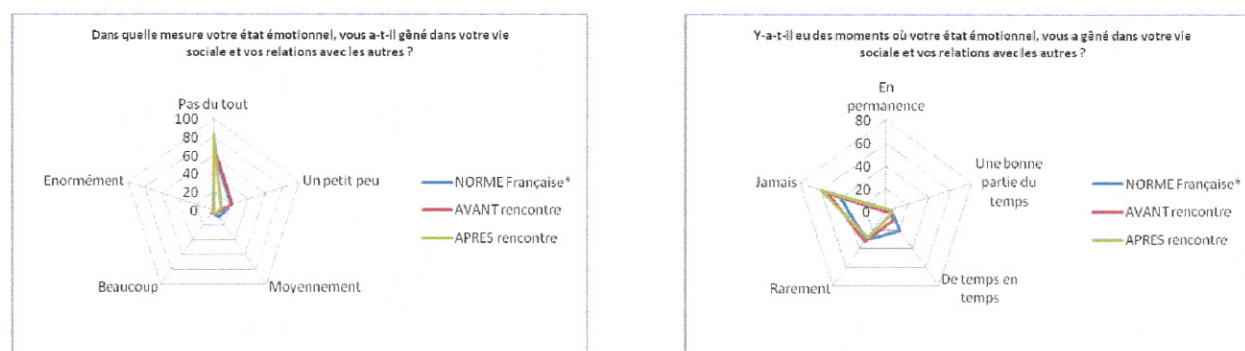 Dans quelle mesure votre état émotionnel, vous a-t-il gêné dans votre vie
sociale et vos relations avec les autres ?
Pas du tout
100
80
60
40
20
0
Un petit peu
Moyennement
Beaucoup
Enormément
NORME Française*
AVANT rencontre
APRES rencontre
Y-a-t-il eu des moments où votre état émotionnel, vous a gêné dans votre vie
sociale et vos relations avec les autres ?
En
permanence
80
60
40
20
0
Une bonne
partie du
temps
De temps en
temps
Rarement
Jamais
NORME Française*
AVANT rencontre
APRES rencontre